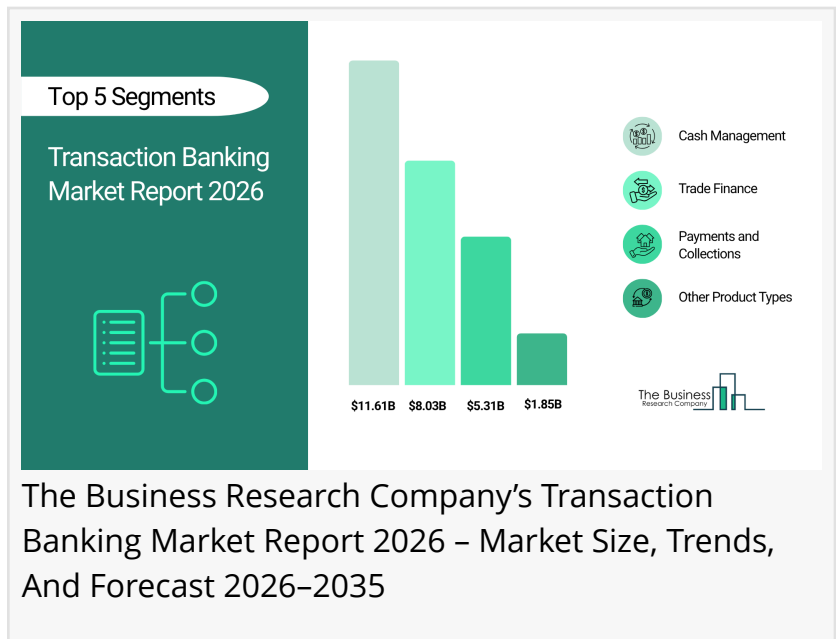 Top 5 Segments
Transaction Banking
Market Report 2026
$11.61B
$8.03B
$5.31B
$1.85B
Cash Management
Trade Finance
Payments and
Collections
Other Product Types
The Business
Research Company
The Business Research Company’s Transaction
Banking Market Report 2026 – Market Size, Trends,
And Forecast 2026–2035